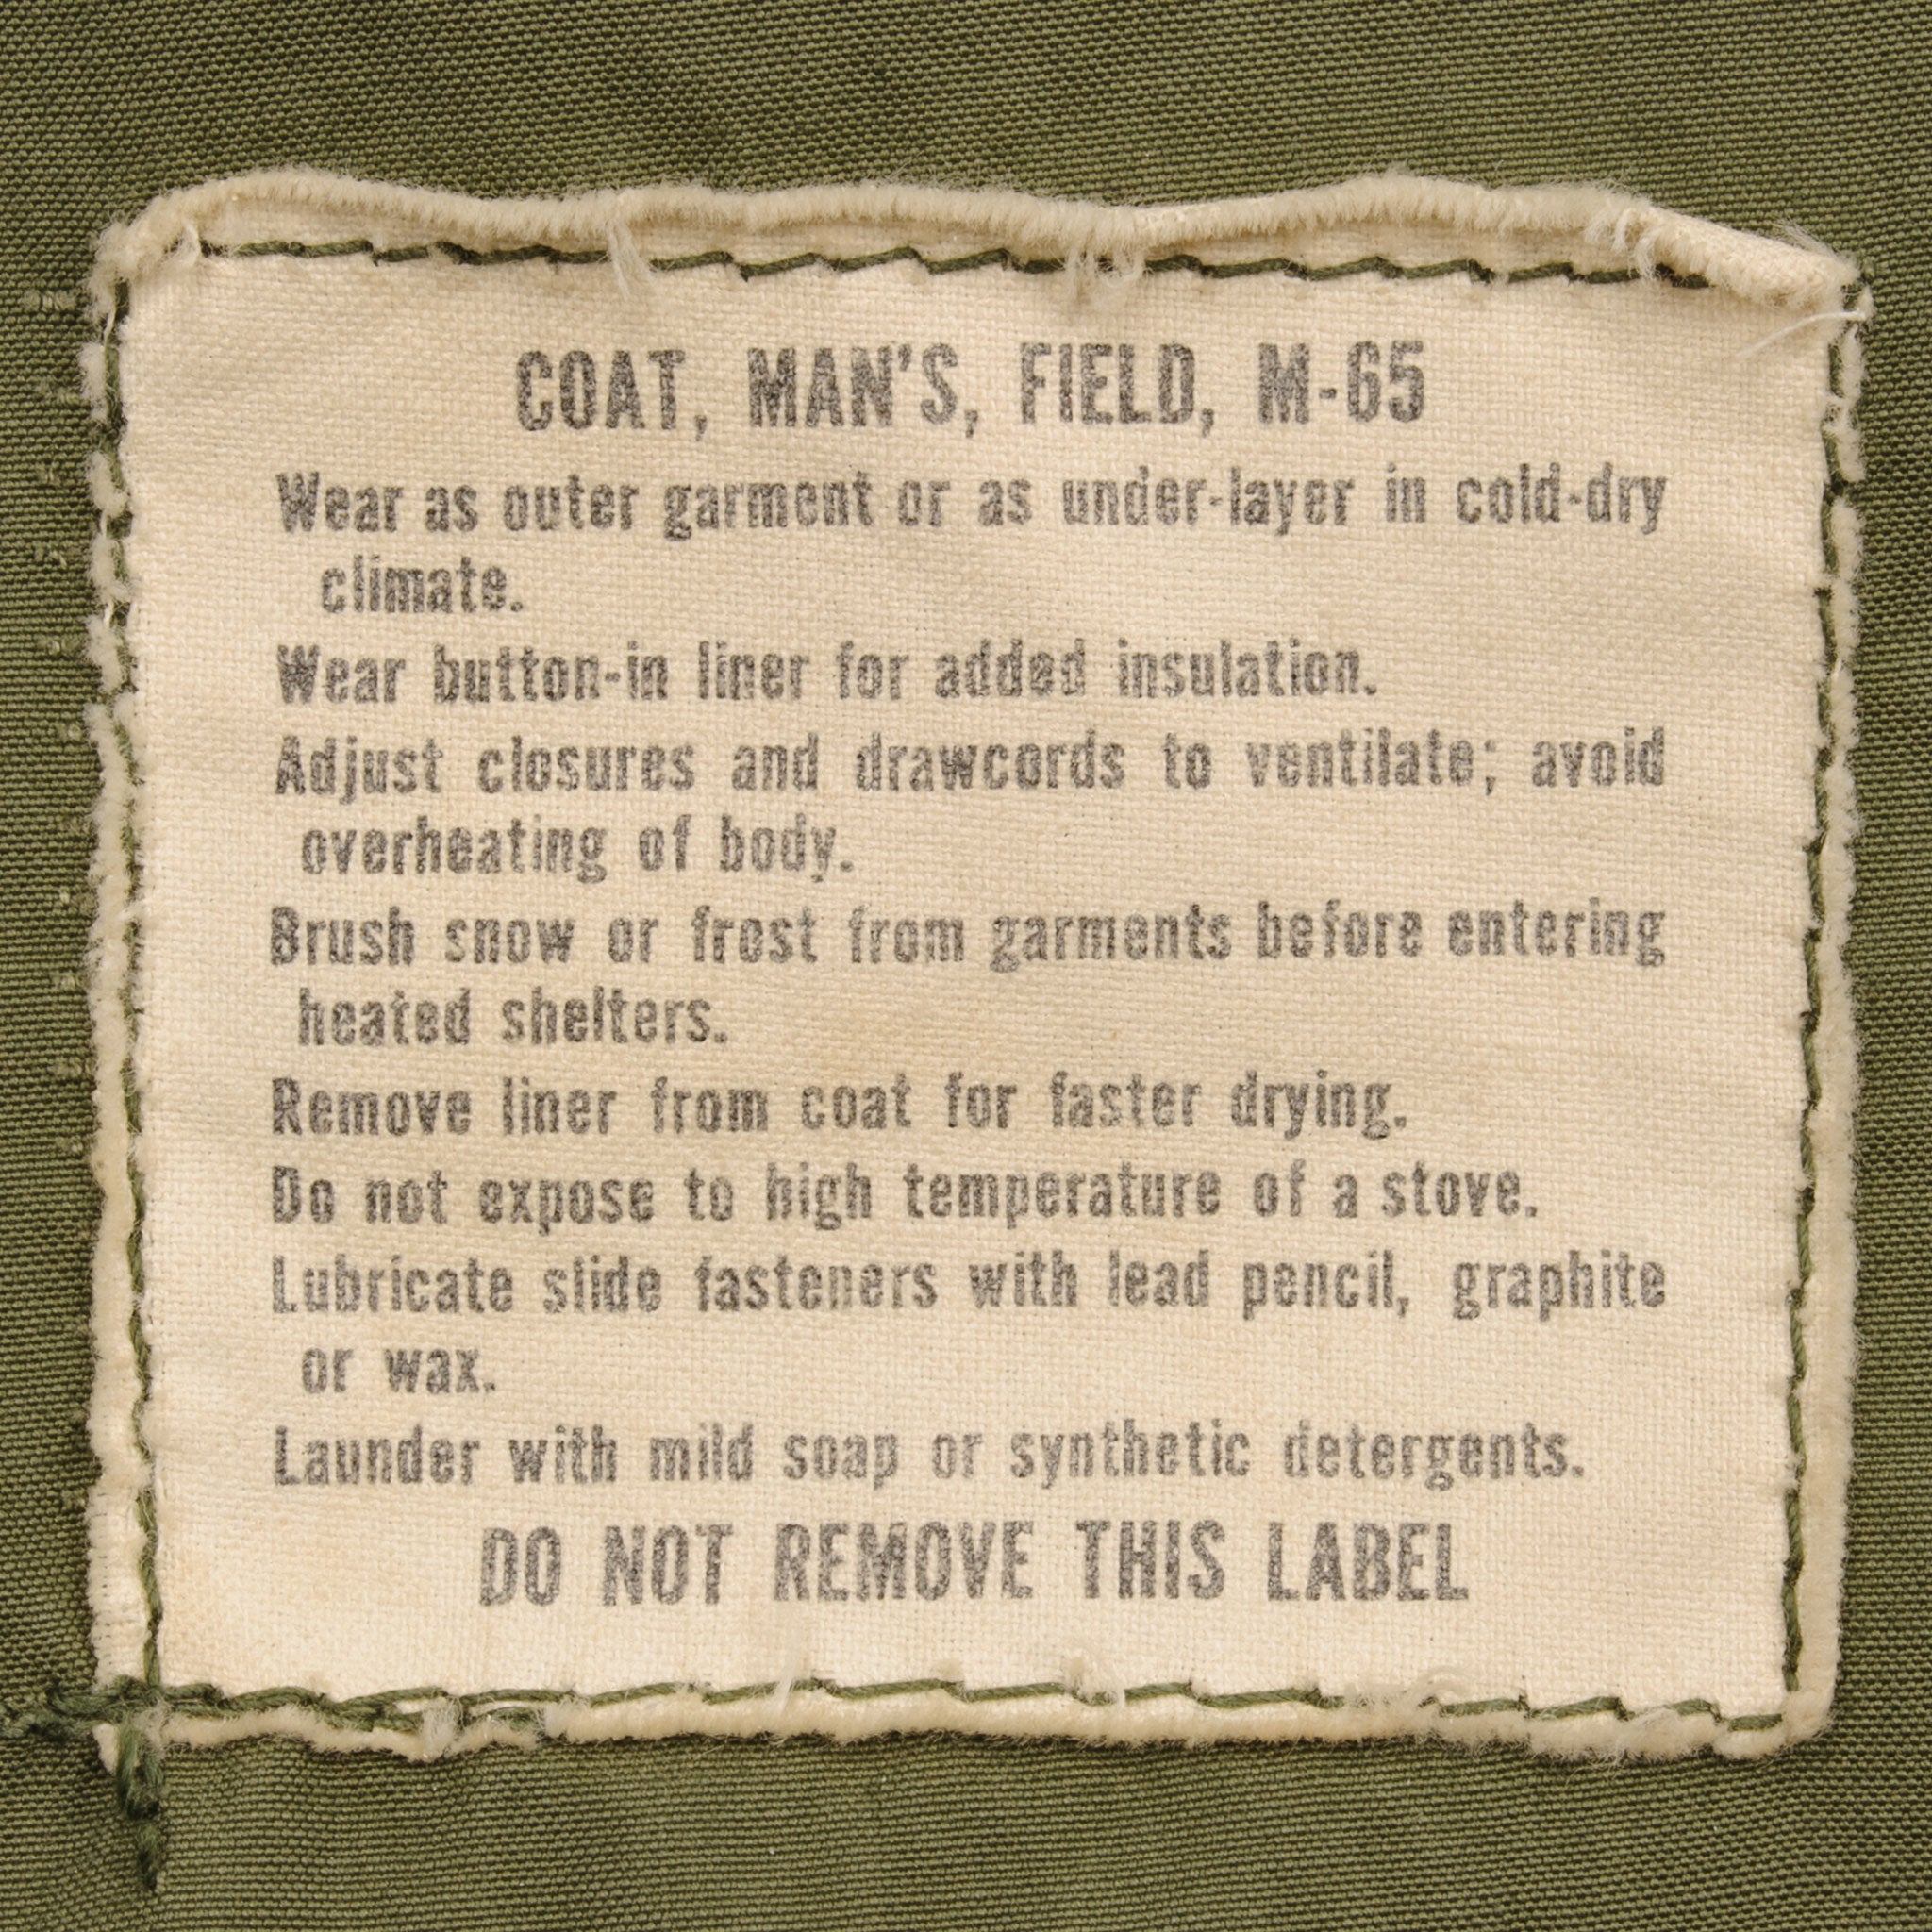 COAT, MAN'S, FIELD, M-65
Wear as outer garment or as under-layer in cold-dry
climate.
Wear button-in liner for added insulation.
Adjust closures and drawcords to ventilate; avoid
overheating of body.
Brush snow or frost from garments before entering
heated shelters.
Remove liner from coat for faster drying.
Do not expose to high temperature of a stove.
Lubricate slide fasteners with lead pencil, graphite
or wax.
Launder with mild soap or synthetic detergents.
DO NOT REMOVE THIS LABEL